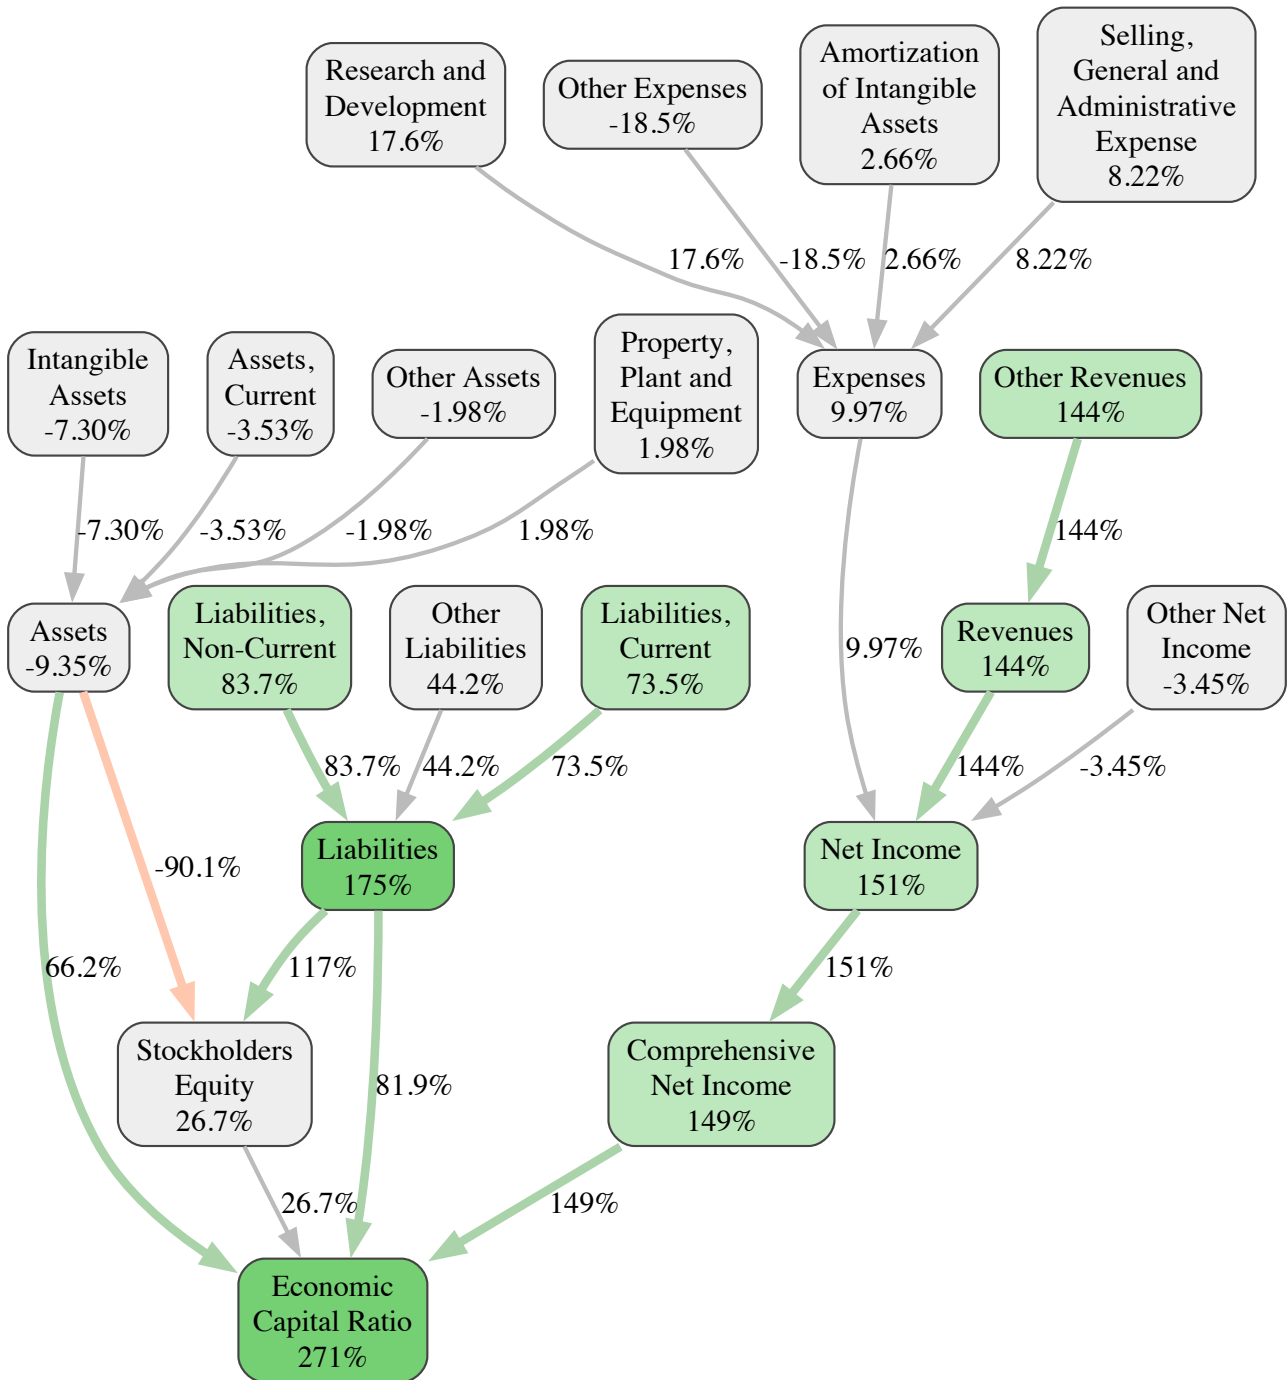 Research and
Development
17.6%
Other Expenses
-18.5%
Amortization
of Intangible
Assets
2.66%
Selling,
General and
Administrative
Expense
8.22%
17.6%
-18.5%
2.66%
8.22%
Intangible
Assets
-7.30%
Assets,
Current
-3.53%
Other Assets
-1.98%
Property,
Plant and
Equipment
1.98%
Expenses
9.97%
Other Revenues
144%
-7.30%
-3.53%
-1.98%
1.98%
144%
Assets
-9.35%
Liabilities,
Non-Current
83.7%
Other
Liabilities
44.2%
Liabilities,
Current
73.5%
9.97%
Revenues
144%
Other Net
Income
-3.45%
83.7%
44.2%
73.5%
144%
-3.45%
-90.1%
Liabilities
175%
Net Income
151%
66.2%
117%
151%
Stockholders
Equity
26.7%
81.9%
Comprehensive
Net Income
149%
26.7%
149%
Economic
Capital Ratio
271%